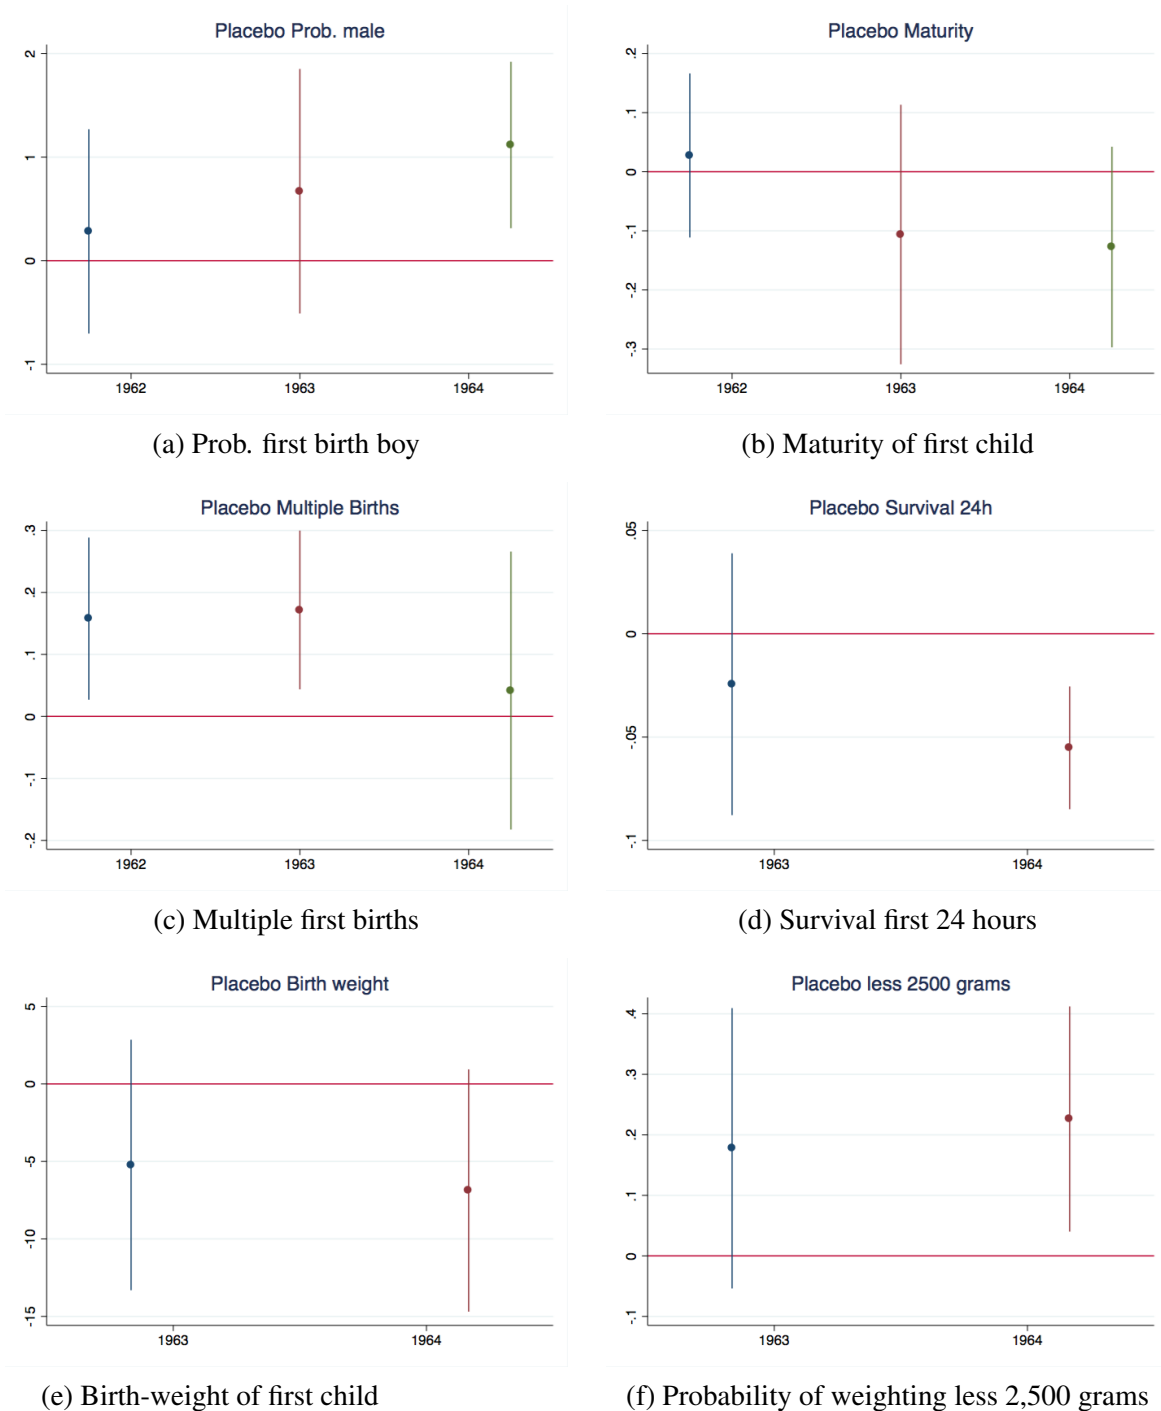 Placebo Prob. male
2
1
0
-1
1962 1963 1964
(a) Prob. first birth boy
Placebo Maturity
.2
.1
0
-.1
-.2
-.3
1962 1963 1964
(b) Maturity of first child
Placebo Multiple Births
.3
.2
.1
0
-.1
-.2
1962 1963 1964
(c) Multiple first births
Placebo Survival 24h
.05
0
-.05
-.1
1963 1964
(d) Survival first 24 hours
Placebo Birth weight
5
0
-5
-10
-15
1963 1964
(e) Birth-weight of first child
Placebo less 2500 grams
.4
.3
.2
.1
0
-.1
1963 1964
(f) Probability of weighting less 2,500 grams